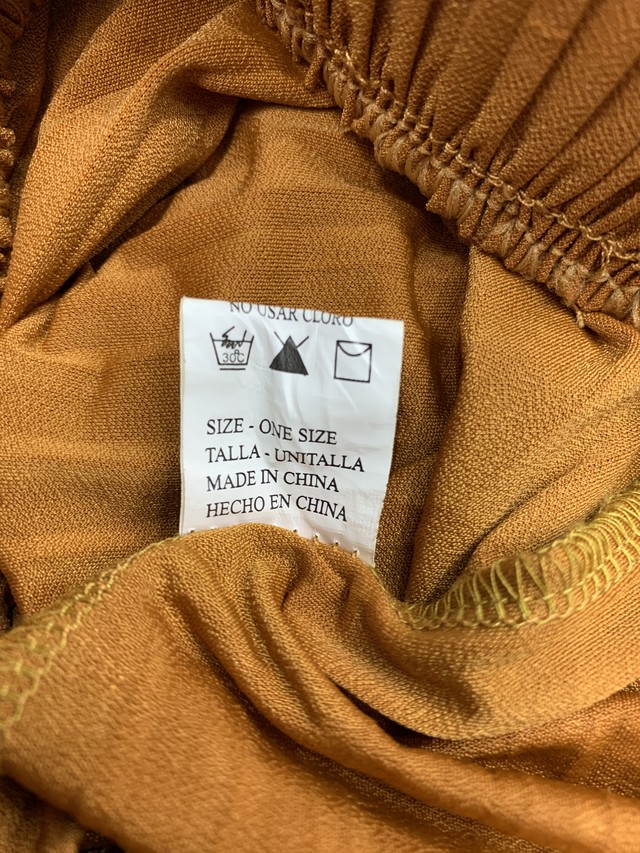 NO USAR CLORO
30C
SIZE - ONE SIZE
TALLA - UNITALLA
MADE IN CHINA
HECHO EN CHINA